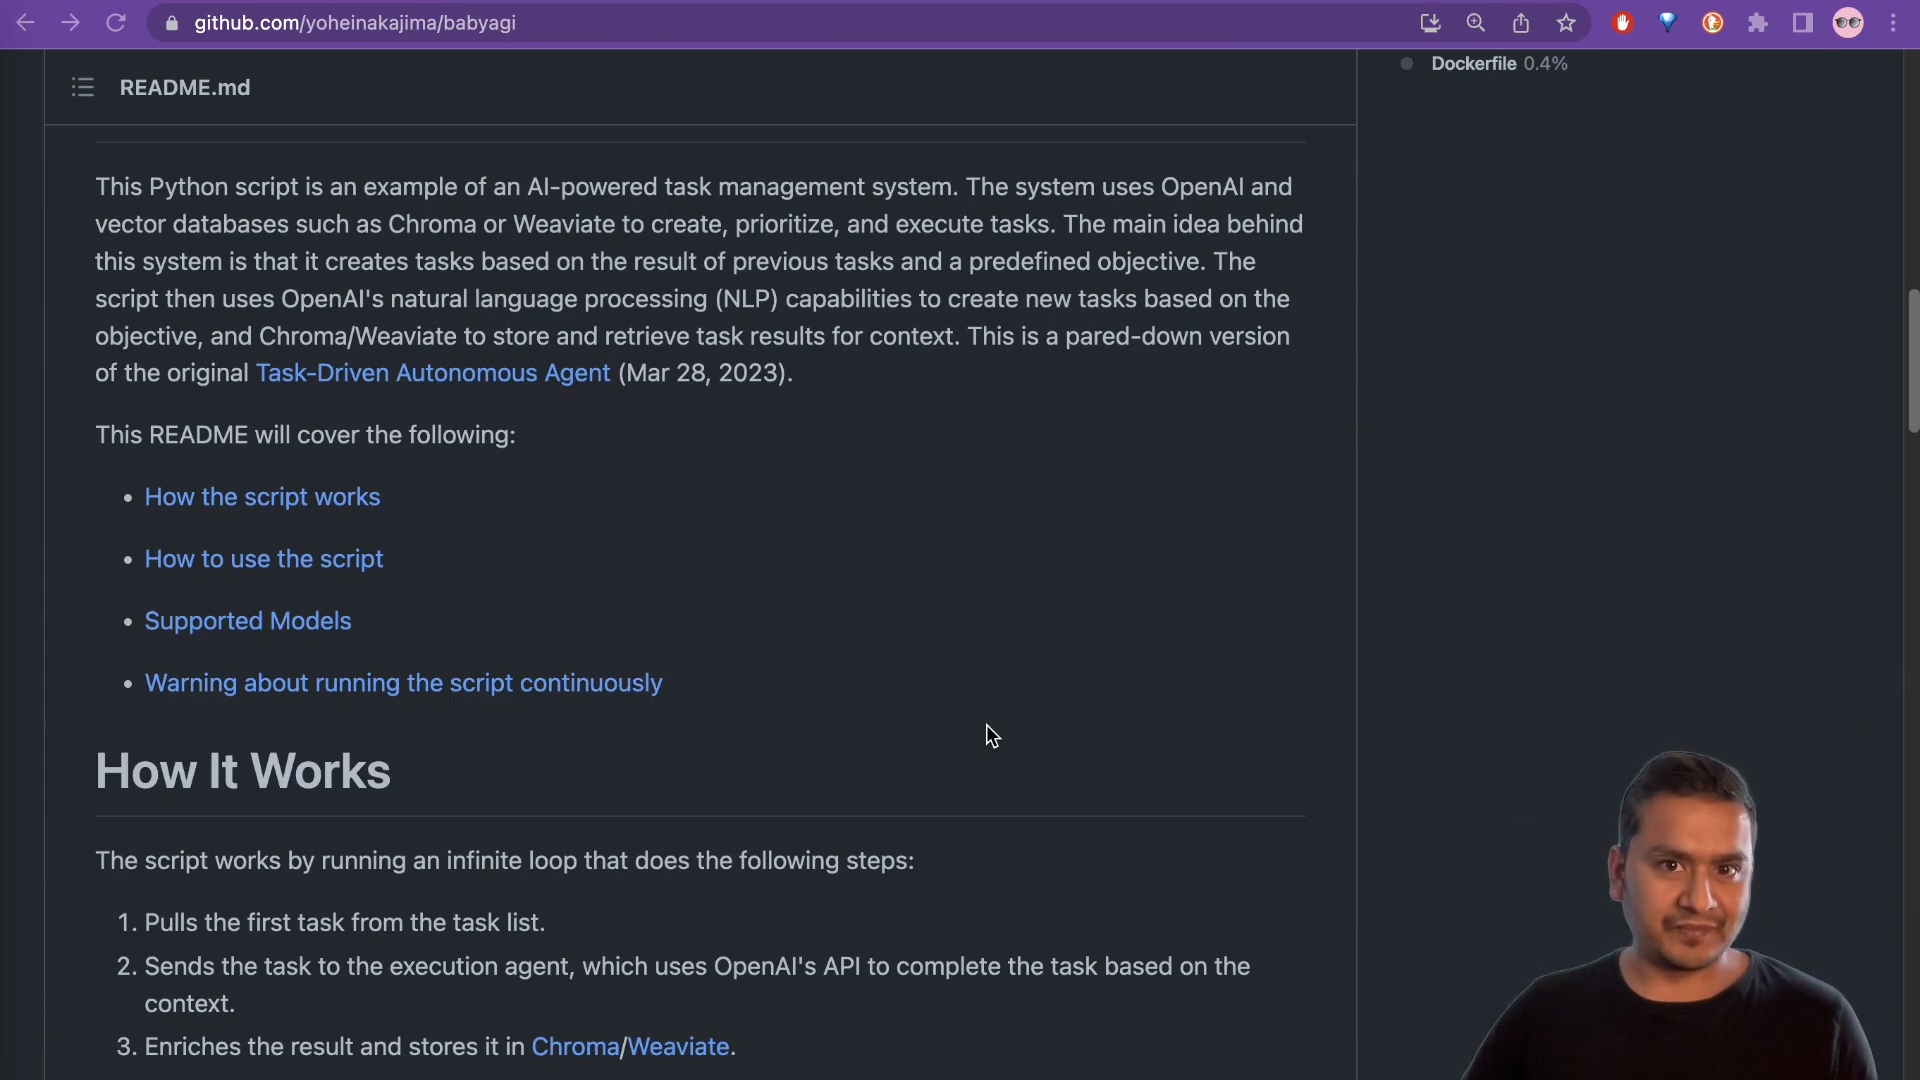 github.com/yoheinakajima/babyagi
Dockerfile 0.4%
README.md
This Python script is an example of an AI-powered task management system. The system uses OpenAI and
vector databases such as Chroma or Weaviate to create, prioritize, and execute tasks. The main idea behind
this system is that it creates tasks based on the result of previous tasks and a predefined objective. The
script then uses OpenAI's natural language processing (NLP) capabilities to create new tasks based on the
objective, and Chroma/Weaviate to store and retrieve task results for context. This is a pared-down version
of the original Task-Driven Autonomous Agent (Mar 28, 2023).
This README will cover the following:
• How the script works
• How to use the script
• Supported Models
• Warning about running the script continuously
How It Works
The script works by running an infinite loop that does the following steps:
1. Pulls the first task from the task list.
2. Sends the task to the execution agent, which uses OpenAI's API to complete the task based on the
context.
3. Enriches the result and stores it in Chroma/Weaviate.